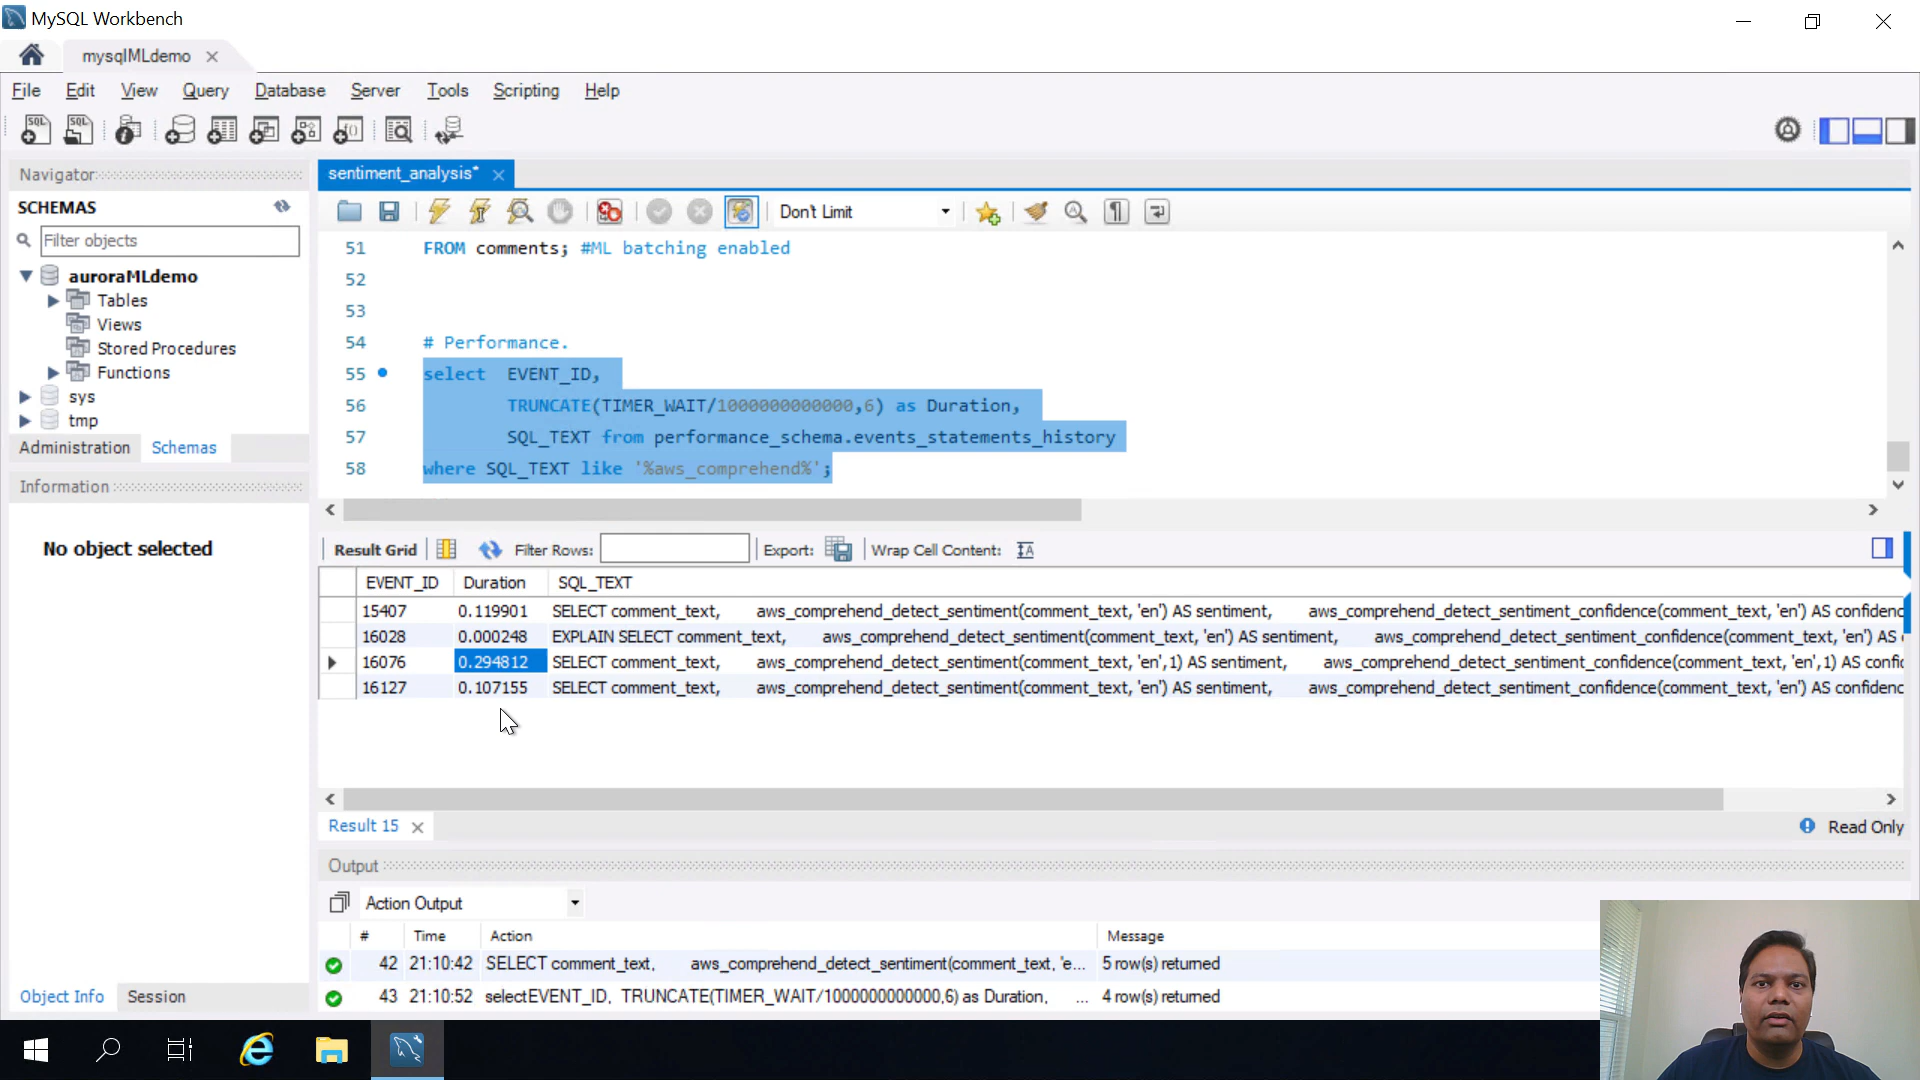 MySQL Workbench
mysqlMLdemo
File Edit View Query Database Server Tools Scripting Help
Navigator
SCHEMAS
Filter objects
auroraMLdemo
Tables
Views
Stored Procedures
Functions
sys
tmp
Administration Schemas
Information
No object selected
Object Info Session
sentiment_analysis*
Don't Limit
51 FROM comments; #ML batching enabled
52
53
54 # Performance.
55 select EVENT_ID,
56 TRUNCATE(TIMER_WAIT/1000000000000,6) as Duration,
57 SQL_TEXT from performance_schema.events_statements_history
58 where SQL_TEXT like '%aws_comprehend%';
Result Grid Filter Rows: Export: Wrap Cell Content:
EVENT_ID Duration SQL_TEXT
15407 0.119901 SELECT comment_text, aws_comprehend_detect_sentiment(comment_text, 'en') AS sentiment, aws_comprehend_detect_sentiment_confidence(comment_text, 'en') AS confidenc
16028 0.000248 EXPLAIN SELECT comment_text, aws_comprehend_detect_sentiment(comment_text, 'en') AS sentiment, aws_comprehend_detect_sentiment_confidence(comment_text, 'en') AS c
16076 0.294812 SELECT comment_text, aws_comprehend_detect_sentiment(comment_text, 'en',1) AS sentiment, aws_comprehend_detect_sentiment_confidence(comment_text, 'en',1) AS confic
16127 0.107155 SELECT comment_text, aws_comprehend_detect_sentiment(comment_text, 'en') AS sentiment, aws_comprehend_detect_sentiment_confidence(comment_text, 'en') AS confidenc
Result 15
Read Only
Output
Action Output
# Time Action Message
42 21:10:42 SELECT comment_text, aws_comprehend_detect_sentiment(comment_text, 'e... 5 row(s) returned
43 21:10:52 selectEVENT_ID, TRUNCATE(TIMER_WAIT/1000000000000,6) as Duration, ... 4 row(s) returned